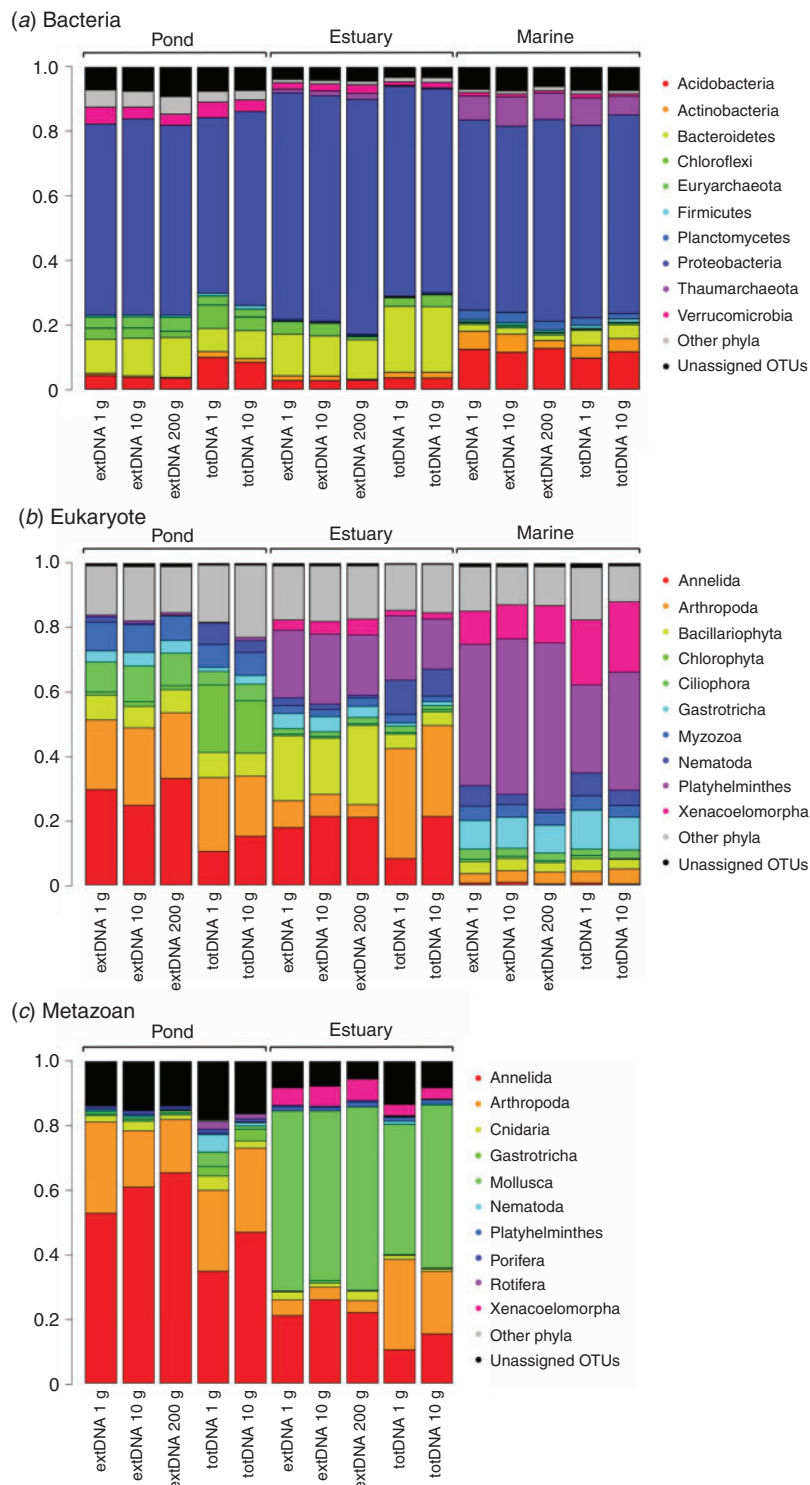 (a) Bacteria
Pond Estuary Marine
1.0
0.8
0.6
0.4
0.2
0
extDNA 1 g
extDNA 10 g
extDNA 200 g
totDNA 1 g
totDNA 10 g
extDNA 1 g
extDNA 10 g
extDNA 200 g
totDNA 1 g
totDNA 10 g
extDNA 1 g
extDNA 10 g
extDNA 200 g
totDNA 1 g
totDNA 10 g
Acidobacteria
Actinobacteria
Bacteroidetes
Chloroflexi
Euryarchaeota
Firmicutes
Planctomycetes
Proteobacteria
Thaumarchaeota
Verrucomicrobia
Other phyla
Unassigned OTUs
(b) Eukaryote
Pond Estuary Marine
1.0
0.8
0.6
0.4
0.2
0
extDNA 1 g
extDNA 10 g
extDNA 200 g
totDNA 1 g
totDNA 10 g
extDNA 1 g
extDNA 10 g
extDNA 200 g
totDNA 1 g
totDNA 10 g
extDNA 1 g
extDNA 10 g
extDNA 200 g
totDNA 1 g
totDNA 10 g
Annelida
Arthropoda
Bacillariophyta
Chlorophyta
Ciliophora
Gastrotricha
Myzozoa
Nematoda
Platyhelminthes
Xenacoelomorpha
Other phyla
Unassigned OTUs
(c) Metazoan
Pond Estuary
1.0
0.8
0.6
0.4
0.2
0
extDNA 1 g
extDNA 10 g
extDNA 200 g
totDNA 1 g
totDNA 10 g
extDNA 1 g
extDNA 10 g
extDNA 200 g
totDNA 1 g
totDNA 10 g
Annelida
Arthropoda
Cnidaria
Gastrotricha
Mollusca
Nematoda
Platyhelminthes
Porifera
Rotifera
Xenacoelomorpha
Other phyla
Unassigned OTUs